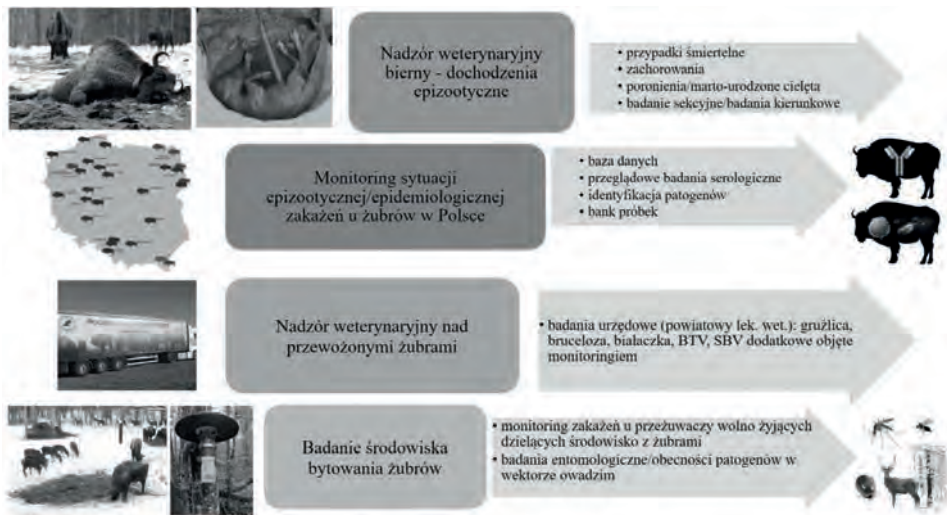 Nadzór weterynaryjny
bierny - dochodzenia
epizootyczne
• przypadki śmiertelne
• zachorowania
• poronienia/marto-urodzone cielęta
• badanie sekcyjne/badania kierunkowe
Monitoring sytuacji
epizootycznej/epidemiologicznej
zakażeń u żubrów w Polsce
• baza danych
• przeglądowe badania serologiczne
• identyfikacja patogenów
• bank próbek
Nadzór weterynaryjny nad
przewożonymi żubrami
• badania urzędowe (powiatowy lek. wet.): gruźlica,
bruceloza, białaczka, BTV, SBV dodatkowe objęte
monitoringiem
Badanie środowiska
bytowania żubrów
• monitoring zakażeń u przeżuwaczy wolno żyjących
dzielących środowisko z żubrami
• badania entomologiczne/obecności patogenów w
wektorze owadzim